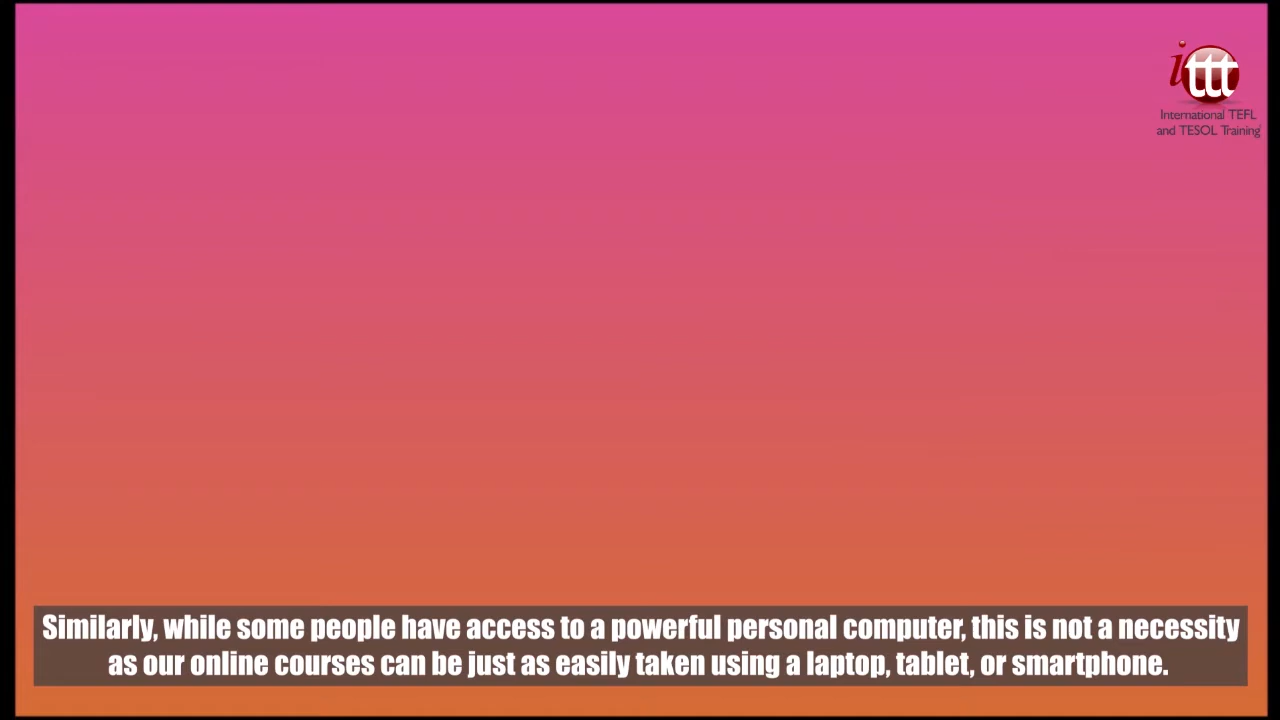 ittt
International TEFL
and TESOL Training
Similarly, while some people have access to a powerful personal computer, this is not a necessity
as our online courses can be just as easily taken using a laptop, tablet, or smartphone.